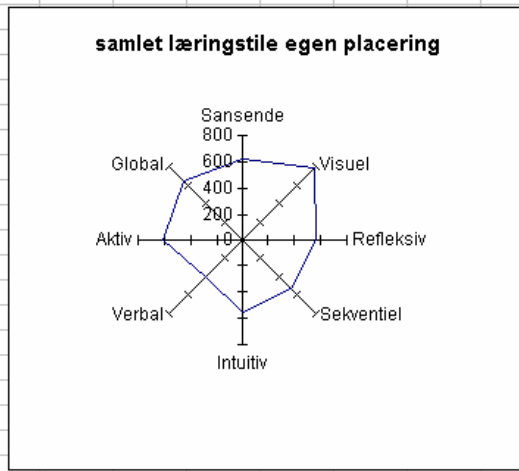 samlet læringstile egen placering
Sansende
800
600
400
200
0
Global
Visuel
Aktiv
Refleksiv
Verbal
Sekventiel
Intuitiv